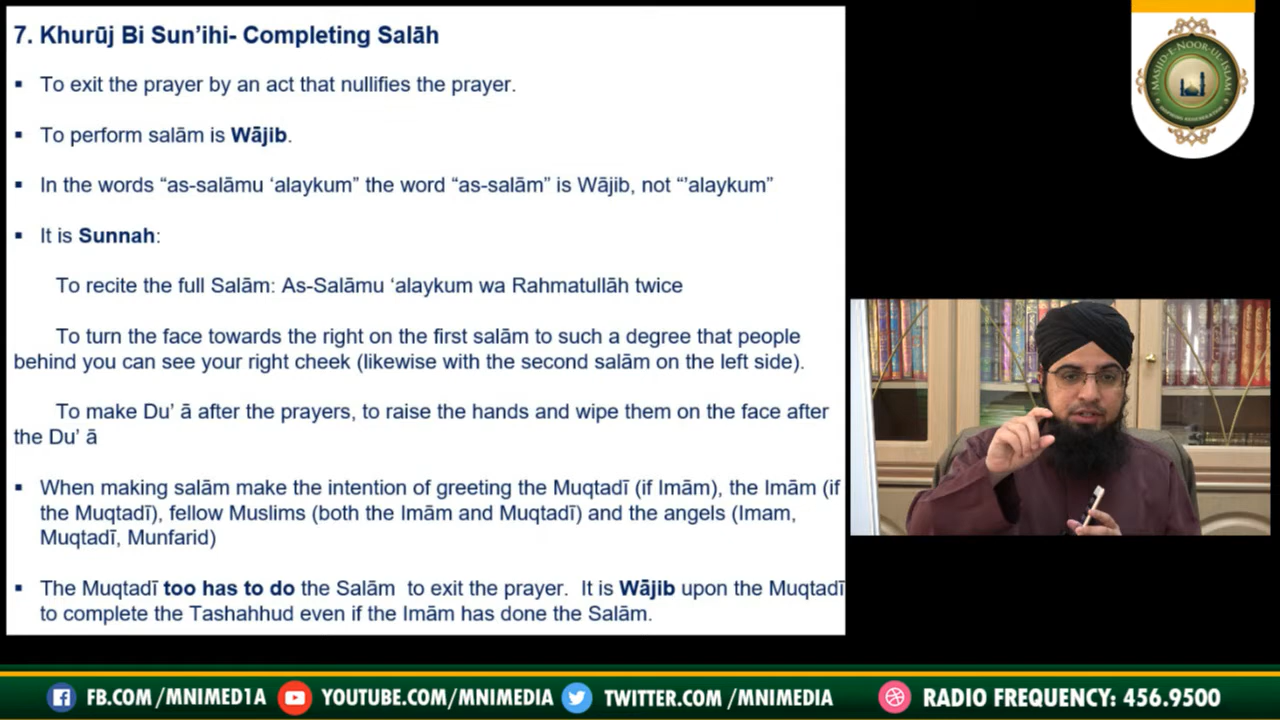 7. Khurūj Bi Sun’ihi- Completing Salāh
▪ To exit the prayer by an act that nullifies the prayer.
▪ To perform salām is Wājib.
▪ In the words “as-salāmu ‘alaykum” the word “as-salām” is Wājib, not “’alaykum”
▪ It is Sunnah:
To recite the full Salām: As-Salāmu ‘alaykum wa Rahmatullāh twice
To turn the face towards the right on the first salām to such a degree that people
behind you can see your right cheek (likewise with the second salām on the left side).
To make Du’ ā after the prayers, to raise the hands and wipe them on the face after
the Du’ ā
▪ When making salām make the intention of greeting the Muqtadī (if Imām), the Imām (if
the Muqtadī), fellow Muslims (both the Imām and Muqtadī) and the angels (Imam,
Muqtadī, Munfarid)
▪ The Muqtadī too has to do the Salām to exit the prayer. It is Wājib upon the Muqtadī
to complete the Tashahhud even if the Imām has done the Salām.
MASJID-E-NOOR-UL-ISLAM
FB.COM/MNIMED1A
YOUTUBE.COM/MNIMEDIA
TWITTER.COM/MNIMEDIA
RADIO FREQUENCY: 456.9500